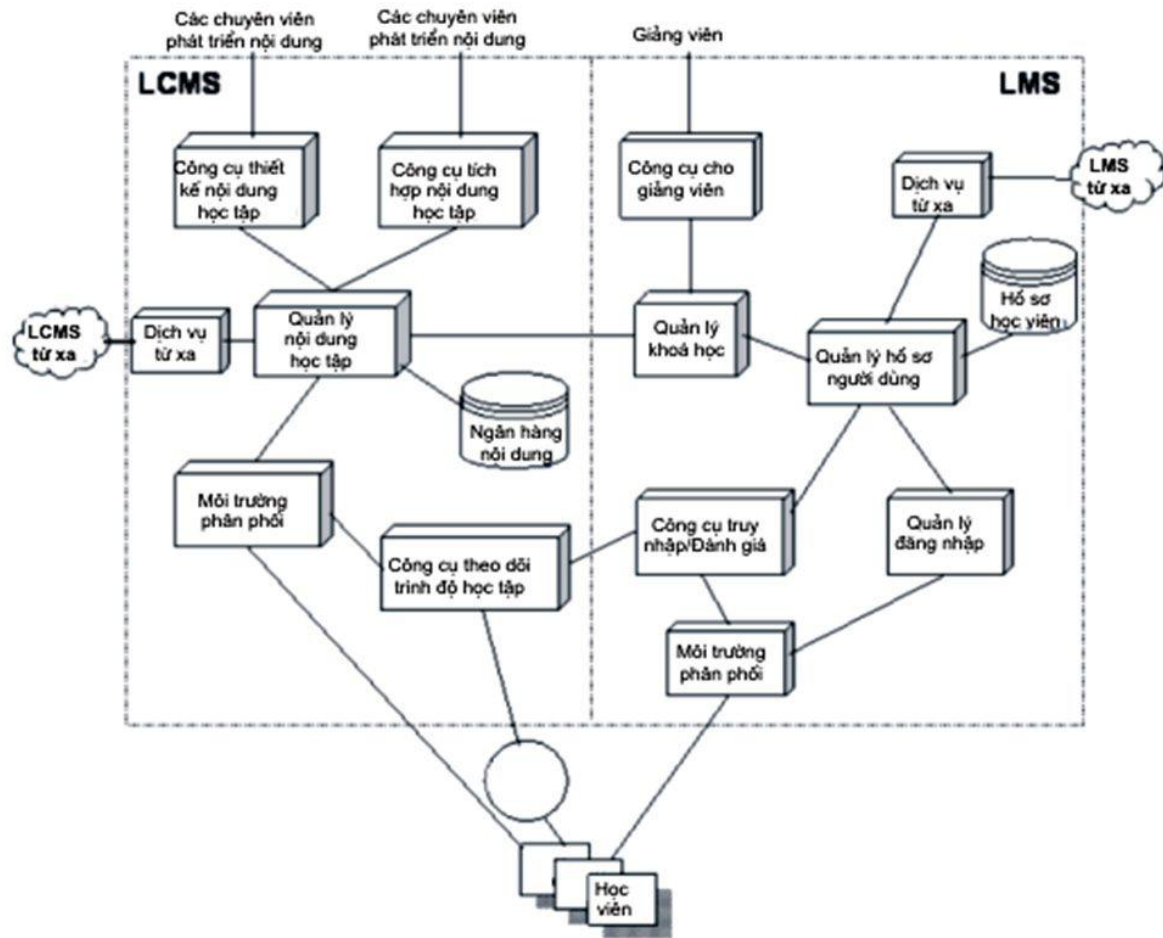 Các chuyên viên
phát triển nội dung
Các chuyên viên
phát triển nội dung
Giảng viên
LCMS
LMS
Công cụ thiết
kế nội dung
học tập
Công cụ tích
hợp nội dung
học tập
Công cụ cho
giảng viên
Dịch vụ
từ xa
LMS
từ xa
LCMS
từ xa
Dịch vụ
từ xa
Quản lý
nội dung
học tập
Quản lý
khoá học
Quản lý hồ sơ
người dùng
Hồ sơ
học viên
Ngân hàng
nội dung
Môi trường
phân phối
Công cụ theo dõi
trình độ học tập
Công cụ truy
nhập/Đánh giá
Quản lý
đăng nhập
Môi trường
phân phối
Học
viên